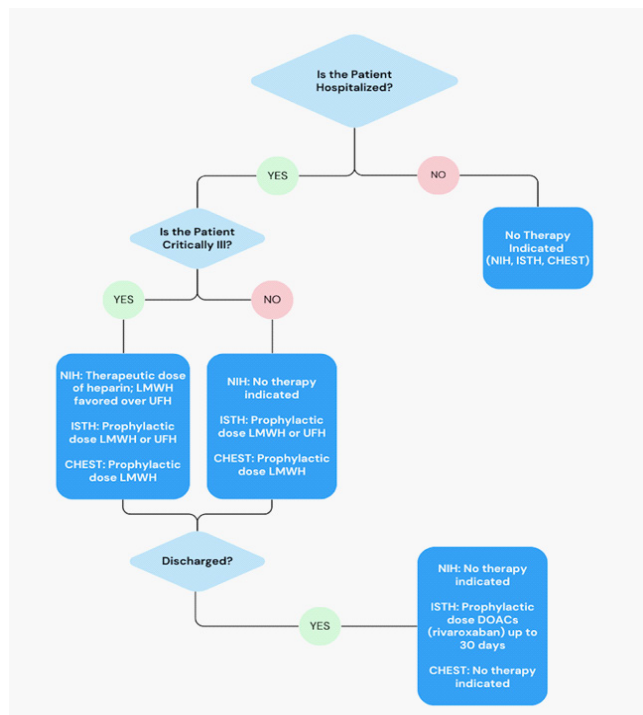 Is the Patient
Hospitalized?
YES
NO
Is the Patient
Critically Ill?
No Therapy
Indicated
(NIH, ISTH, CHEST)
YES
NO
NIH: Therapeutic dose
of heparin; LMWH
favored over UFH
ISTH: Prophylactic
dose LMWH or UFH
CHEST: Prophylactic
dose LMWH
NIH: No therapy
indicated
ISTH: Prophylactic
dose LMWH or UFH
CHEST: Prophylactic
dose LMWH
Discharged?
YES
NIH: No therapy
indicated
ISTH: Prophylactic
dose DOACs
(rivaroxaban) up to
30 days
CHEST: No therapy
indicated